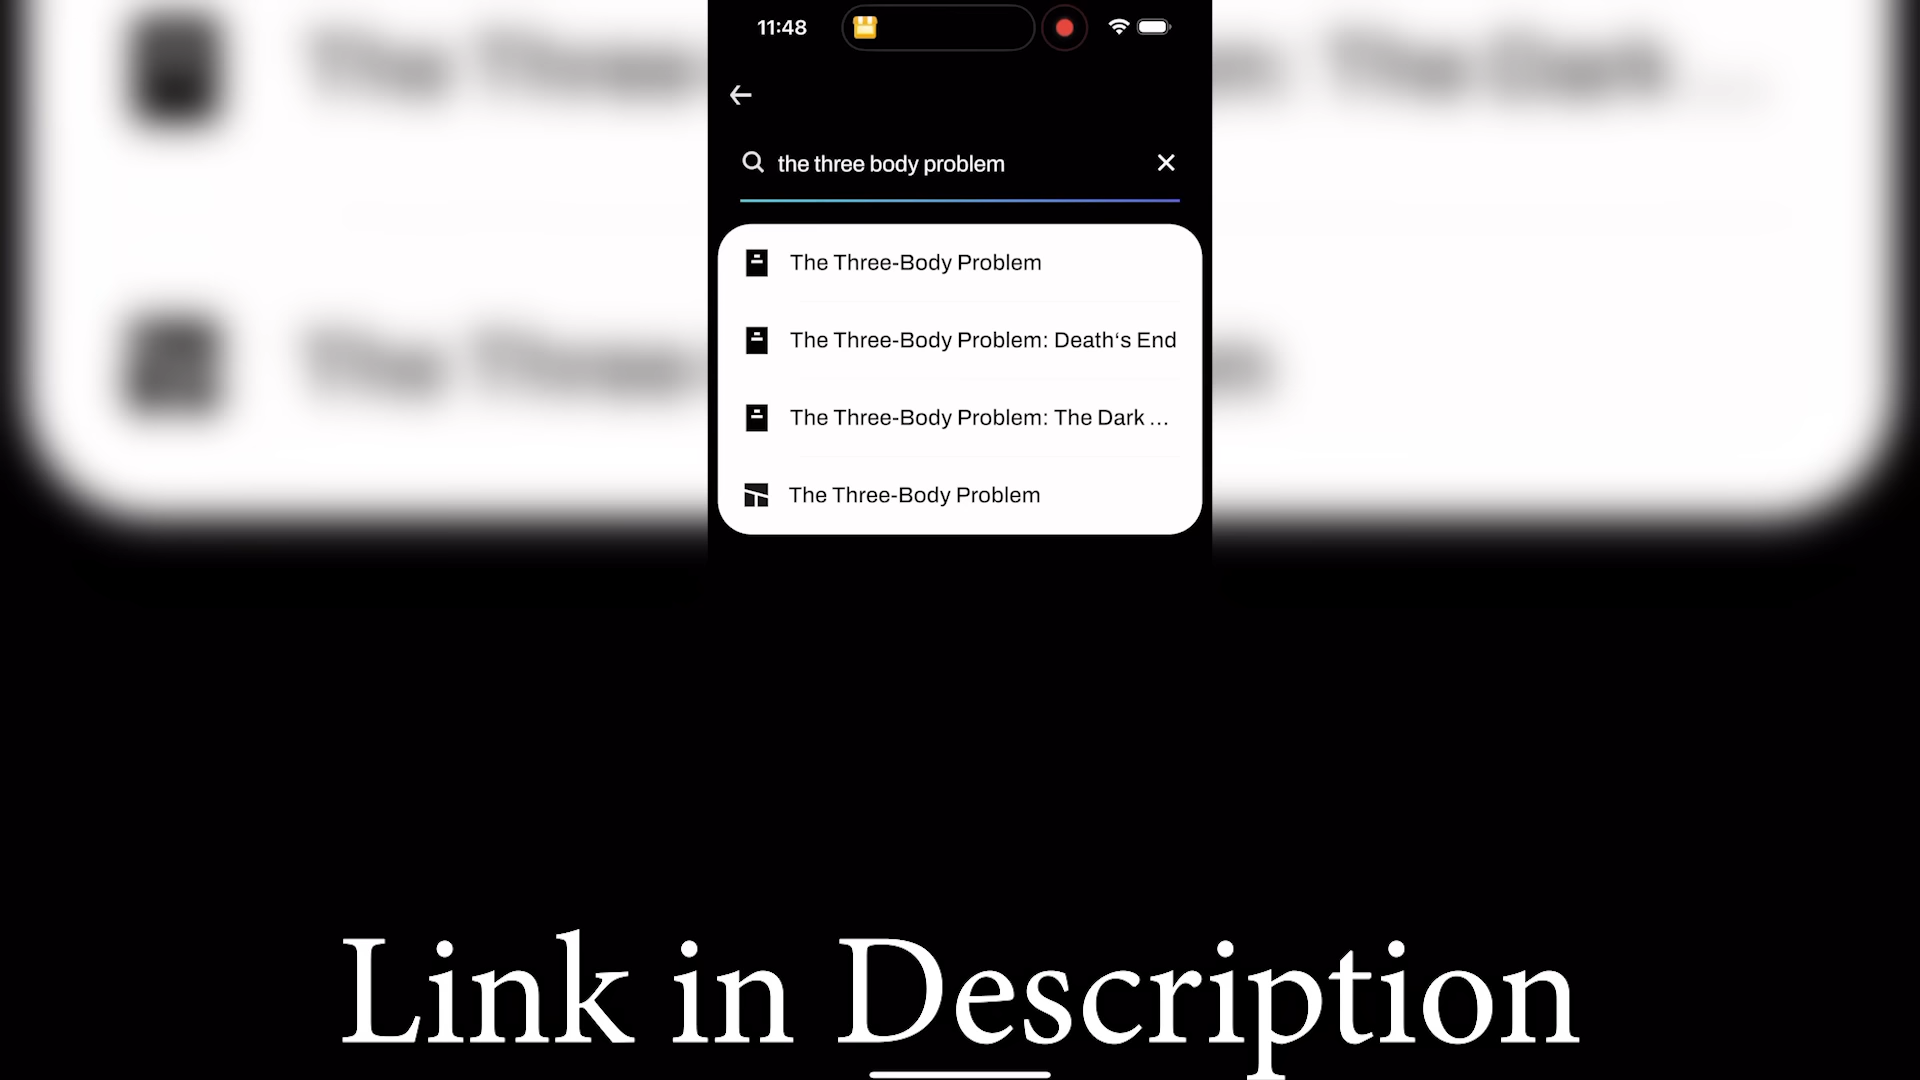 11:48
the three body problem
The Three-Body Problem
The Three-Body Problem: Death‘s End
The Three-Body Problem: The Dark ...
The Three-Body Problem
Link in Description